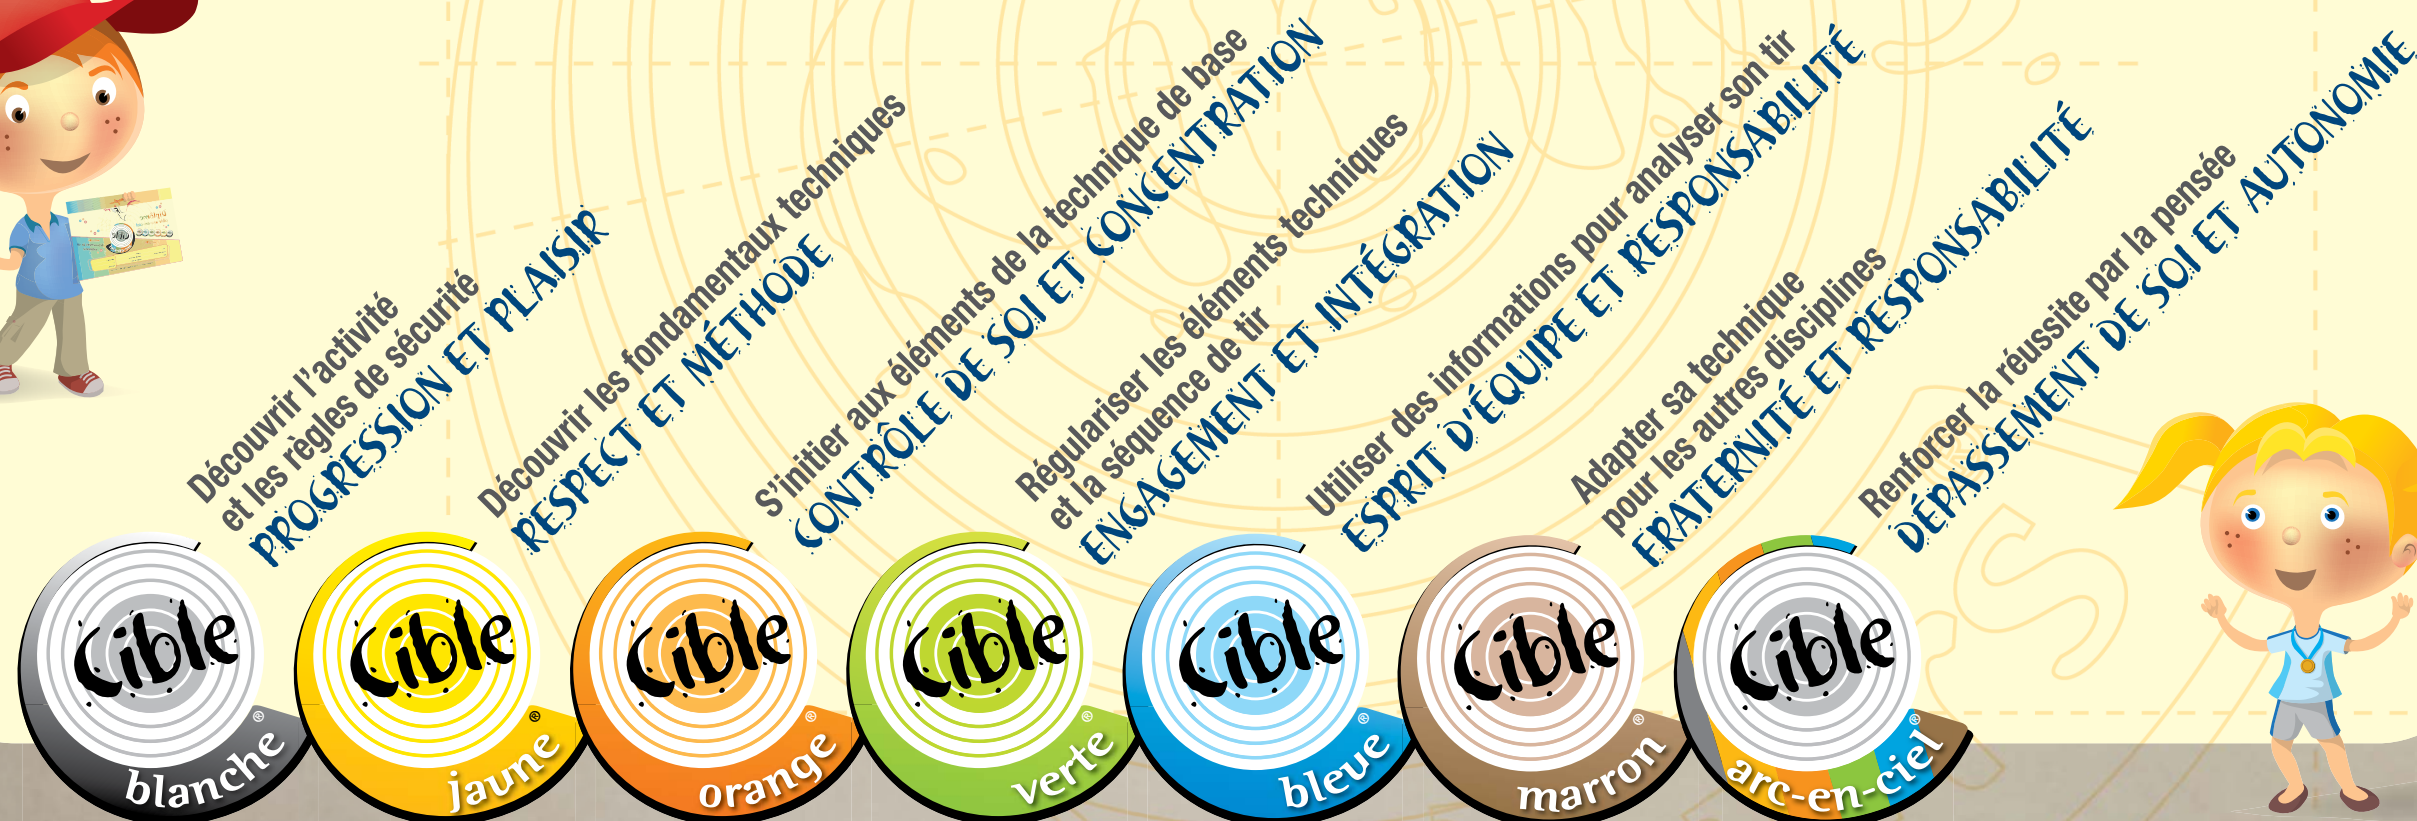 Découvrir l'activité
et les règles de sécurité
PROGRESSION ET PLAISIR
Découvrir les fondamentaux techniques
RESPECT ET MÉTHODE
S'initier aux éléments de la technique de base
CONTRÔLE DE SOI ET CONCENTRATION
Régulariser les éléments techniques
et la séquence de tir
ENGAGEMENT ET INTÉGRATION
Utiliser des informations pour analyser son tir
ESPRIT D'ÉQUIPE ET RESPONSABILITÉ
Adapter sa technique
pour les autres disciplines
FRATERNITÉ ET RESPONSABILITÉ
Renforcer la réussite par la pensée
DÉPASSEMENT DE SOI ET AUTONOMIE
Cible
blanche ®
Cible
jaune ®
Cible
orange ®
Cible
verte ®
Cible
bleue ®
Cible
marron ®
Cible
arc-en-ciel ®